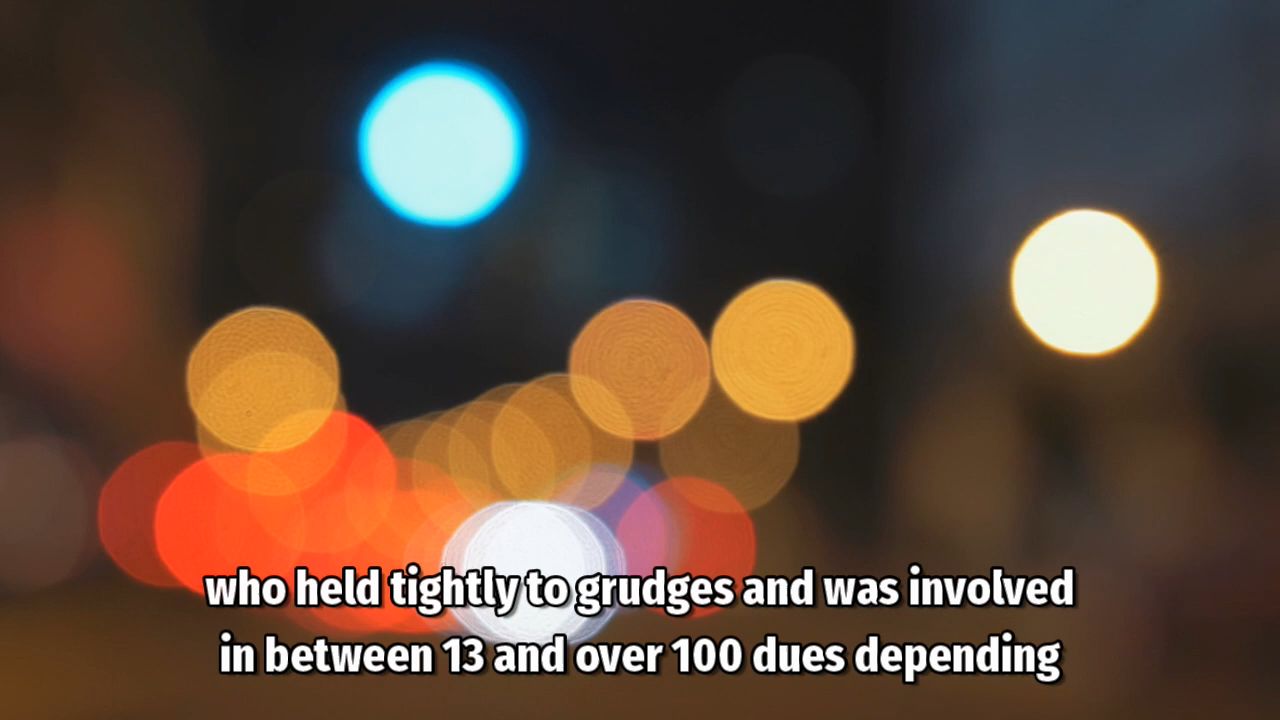 who held tightly to grudges and was involved
in between 13 and over 100 dues depending